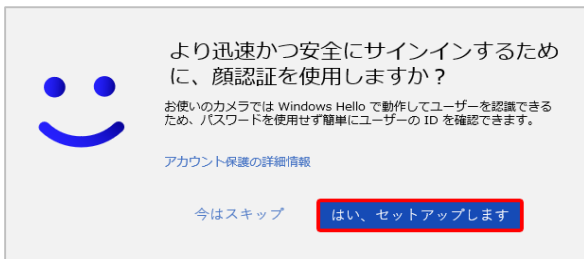 より迅速かつ安全にサインインするため
に、顔認証を使用しますか？
お使いのカメラでは Windows Hello で動作してユーザーを認識できる
ため、パスワードを使用せず簡単にユーザーの ID を確認できます。
アカウント保護の詳細情報
今はスキップ
はい、セットアップします